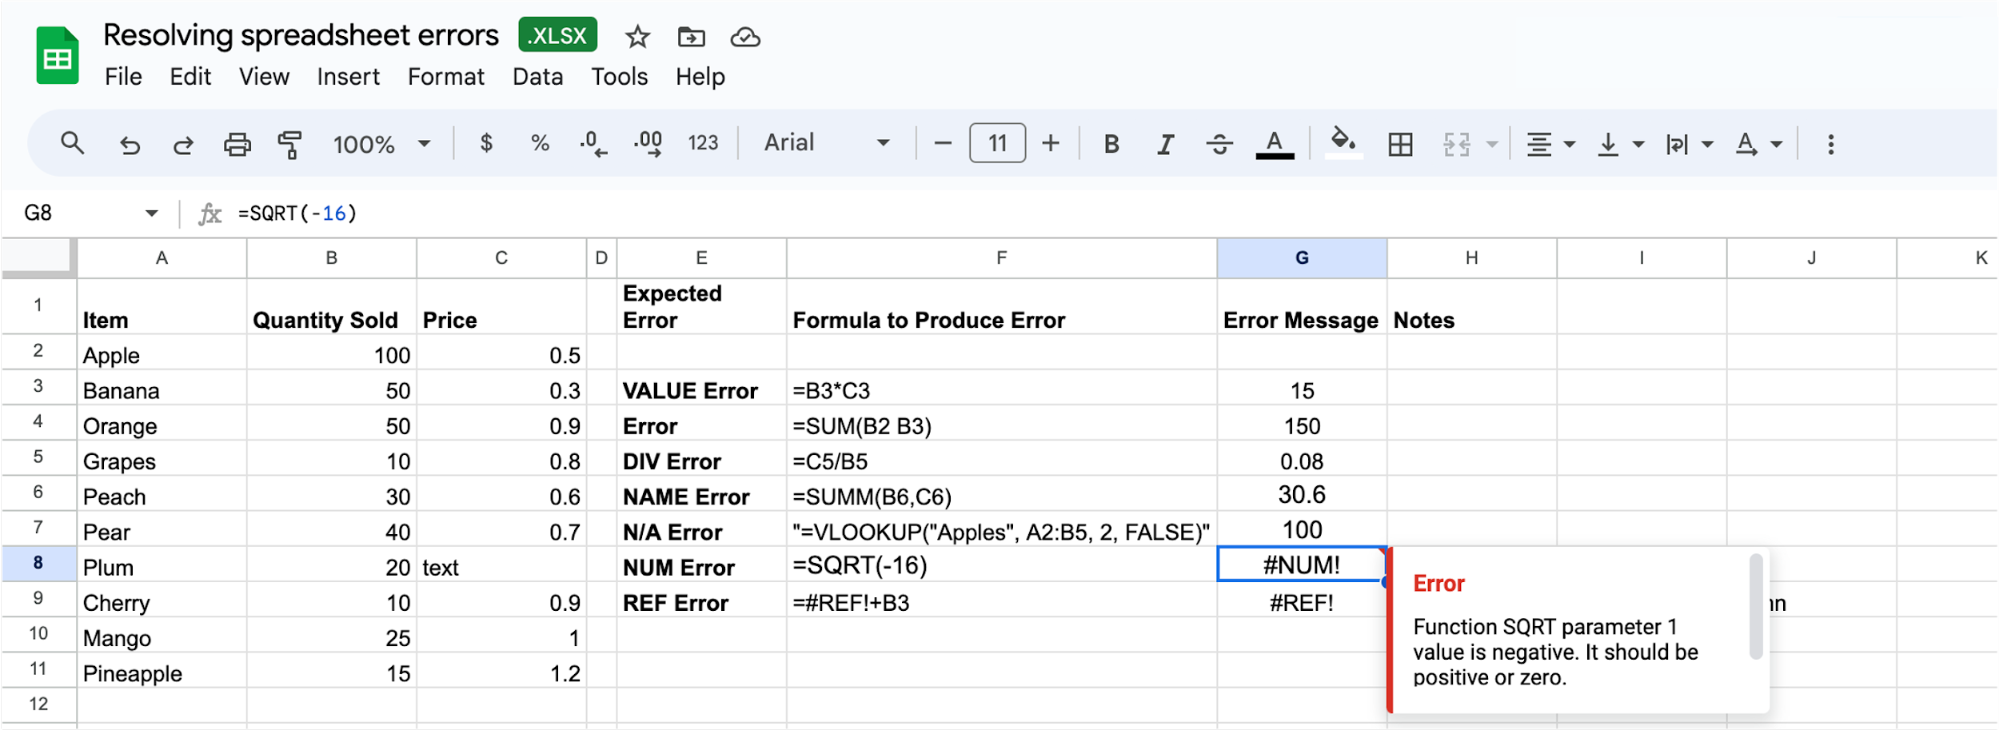 Resolving spreadsheet errors .XLSX
File Edit View Insert Format Data Tools Help
100% $ % .0 .00 123 Arial 11 B I S A A
G8 fx =SQRT(-16)
A B C D E F G H I J K
1 Item Quantity Sold Price Expected Error Formula to Produce Error Error Message Notes
2 Apple 100 0.5
3 Banana 50 0.3 VALUE Error =B3*C3 15
4 Orange 50 0.9 Error =SUM(B2 B3) 150
5 Grapes 10 0.8 DIV Error =C5/B5 0.08
6 Peach 30 0.6 NAME Error =SUMM(B6,C6) 30.6
7 Pear 40 0.7 N/A Error "=VLOOKUP("Apples", A2:B5, 2, FALSE)" 100
8 Plum 20 text NUM Error =SQRT(-16) #NUM!
9 Cherry 10 0.9 REF Error =#REF!+B3 #REF!
10 Mango 25 1
11 Pineapple 15 1.2
12
Error
Function SQRT parameter 1
value is negative. It should be
positive or zero.